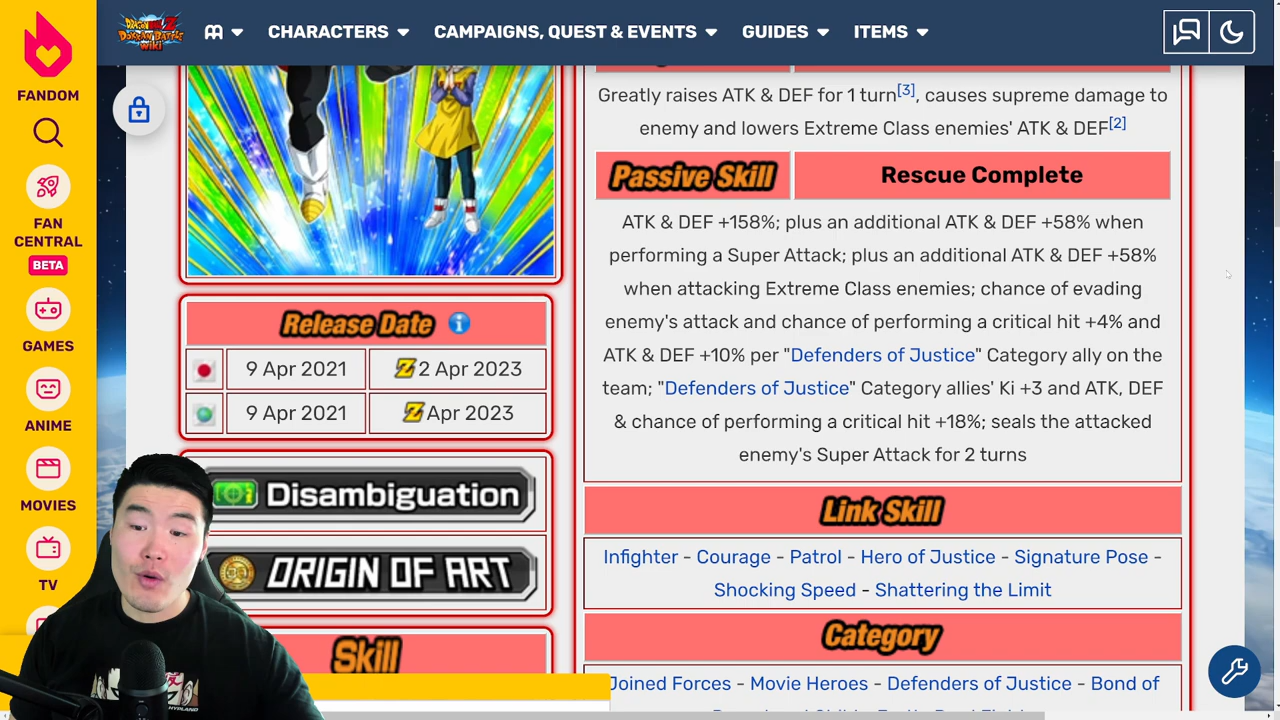 DRAGON BALL Z
DOKKAN BATTLE
WIKI
CHARACTERS
CAMPAIGNS, QUEST & EVENTS
GUIDES
ITEMS
FANDOM
FAN
CENTRAL
BETA
GAMES
ANIME
MOVIES
TV
Greatly raises ATK & DEF for 1 turn[3], causes supreme damage to
enemy and lowers Extreme Class enemies' ATK & DEF[2]
Passive Skill
Rescue Complete
ATK & DEF +158%; plus an additional ATK & DEF +58% when
performing a Super Attack; plus an additional ATK & DEF +58%
when attacking Extreme Class enemies; chance of evading
enemy's attack and chance of performing a critical hit +4% and
ATK & DEF +10% per "Defenders of Justice" Category ally on the
team; "Defenders of Justice" Category allies' Ki +3 and ATK, DEF
& chance of performing a critical hit +18%; seals the attacked
enemy's Super Attack for 2 turns
Release Date
9 Apr 2021
Z 2 Apr 2023
9 Apr 2021
Z Apr 2023
Disambiguation
ORIGIN OF ART
Skill
Link Skill
Infighter - Courage - Patrol - Hero of Justice - Signature Pose -
Shocking Speed - Shattering the Limit
Category
Joined Forces - Movie Heroes - Defenders of Justice - Bond of